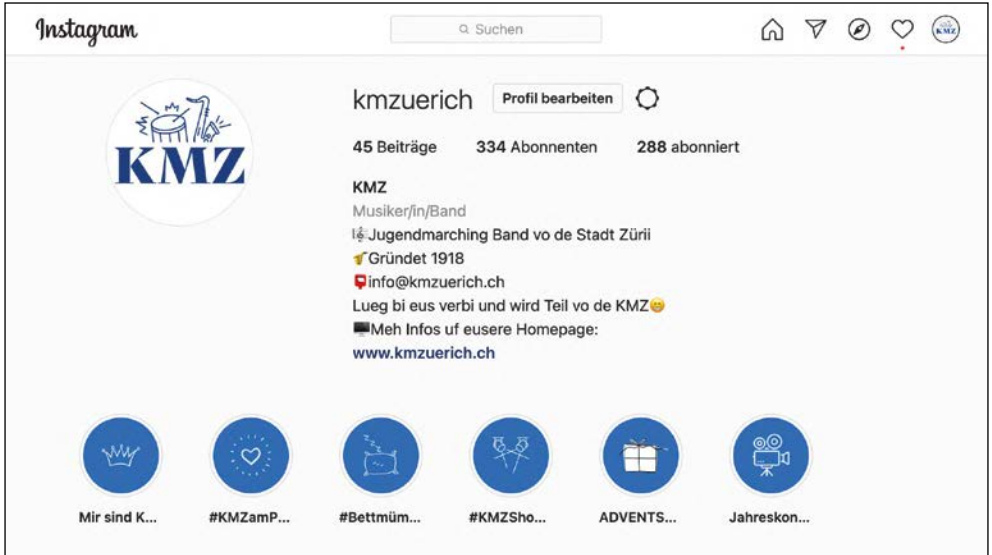 Instagram
Suchen
KMZ
KMZ
kmzuerich Profil bearbeiten
45 Beiträge 334 Abonnenten 288 abonniert
KMZ
Musiker/in/Band
🎼Jugendmarching Band vo de Stadt Zürii
🎷Gründet 1918
📮info@kmzuerich.ch
Lueg bi eus verbi und wird Teil vo de KMZ😁
🖥Meh Infos uf eusere Homepage:
www.kmzuerich.ch
Mir sind K... #KMZamP... #Bettmüm... #KMZSho... ADVENTS... Jahreskon...